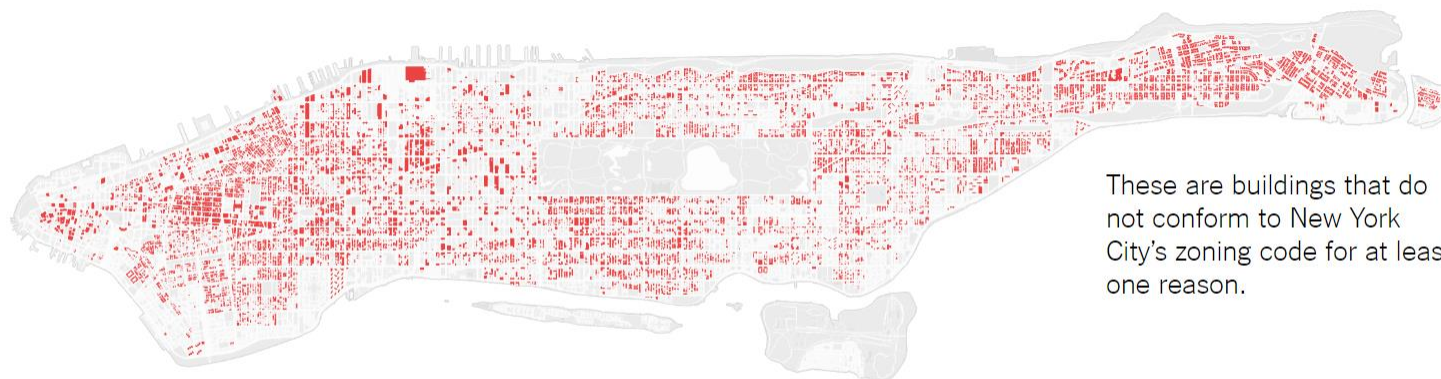 These are buildings that do
not conform to New York
City’s zoning code for at leas
one reason.